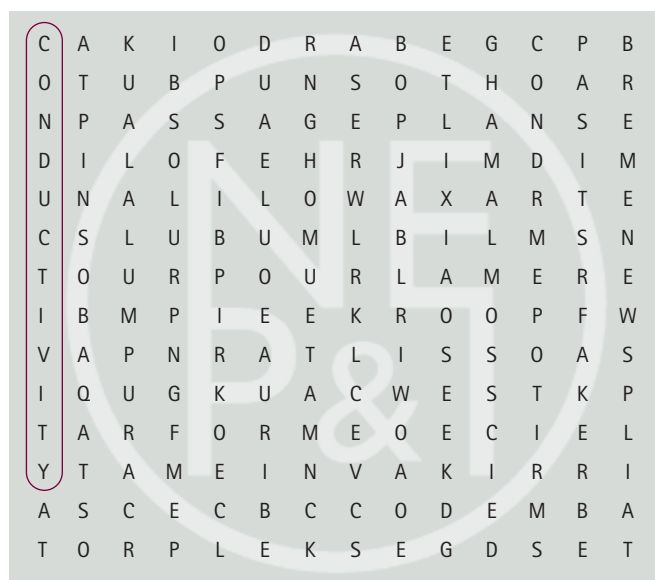 C A K I O D R A B E G C P B
O T U B P U N S O T H O A R
N P A S S A G E P L A N S E
D I L O F E H R J I M D I M
U N A L I L O W A X A R T E
C S L U B U M L B I L M S N
T O U R P O U R L A M E R E
I B M P I E E K R O O P F W
V A P N R A T L I S S O A S
I Q U G K U A C W E S T K P
T A R F O R M E O E C I E L
Y T A M E I N V A K I R R I
A S C E C B C C O D E M B A
T O R P L E K S E G D S E T
NE
P&T